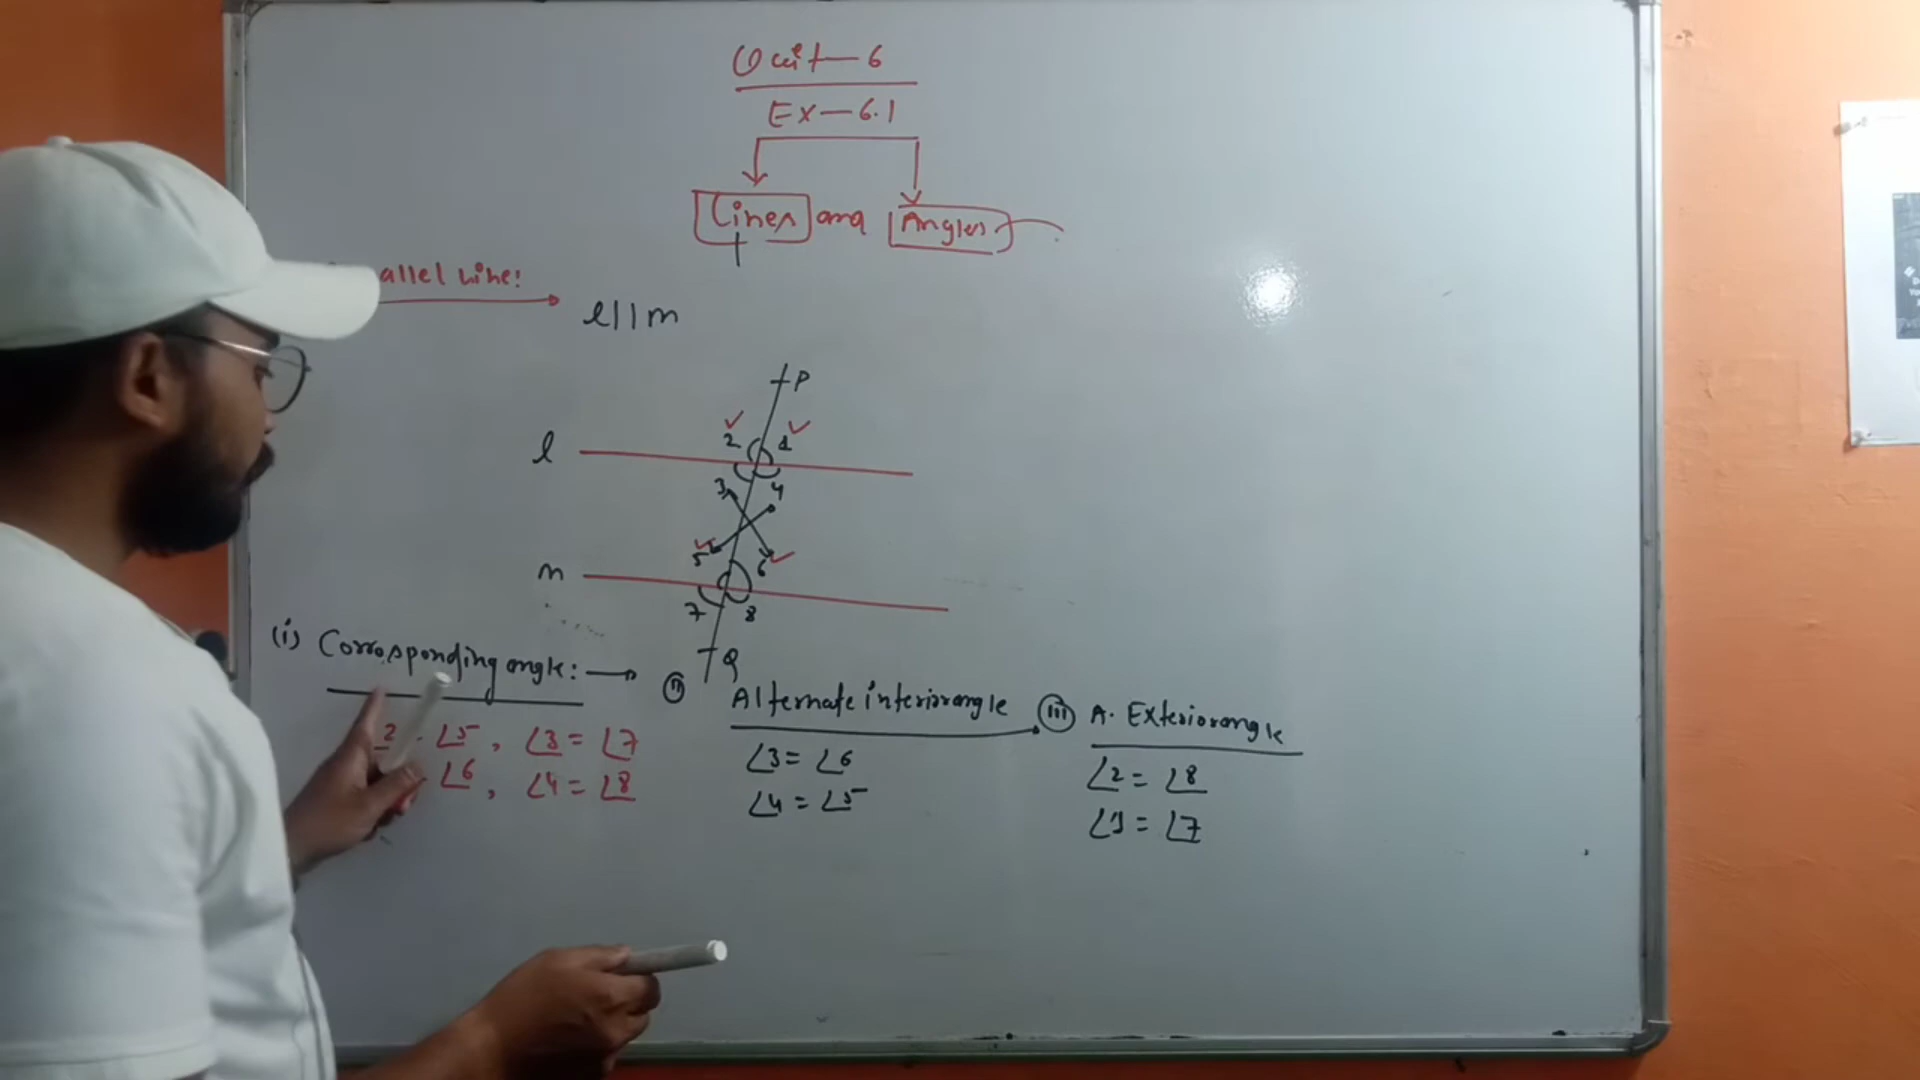 Unit-6
Ex-6.1
Lines and Angles
allel line:
l||m
P
2 1
l
3 4
5 6
m
7 8
Q
(i) Corresponding angle:→
2 ∠5, ∠3=∠7
∠6, ∠4=∠8
(ii) Alternate interior angle
∠3=∠6
∠4=∠5
(iii) A. Exterior angle
∠2=∠8
∠1=∠7